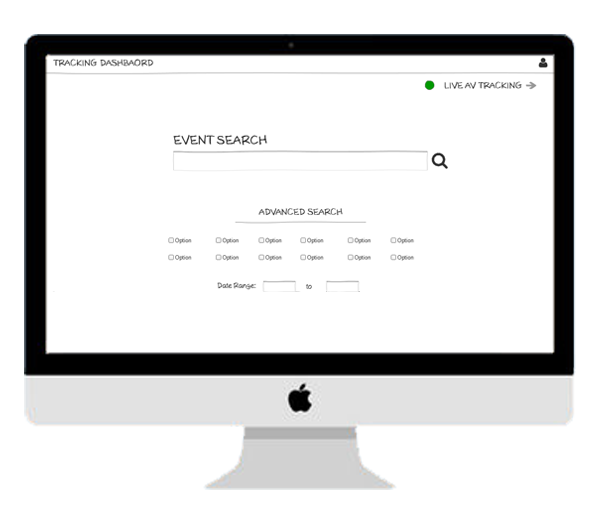 TRACKING DASHBAORD
LIVE AV TRACKING
EVENT SEARCH
ADVANCED SEARCH
Option Option Option Option Option Option
Option Option Option Option Option Option
Date Range: to